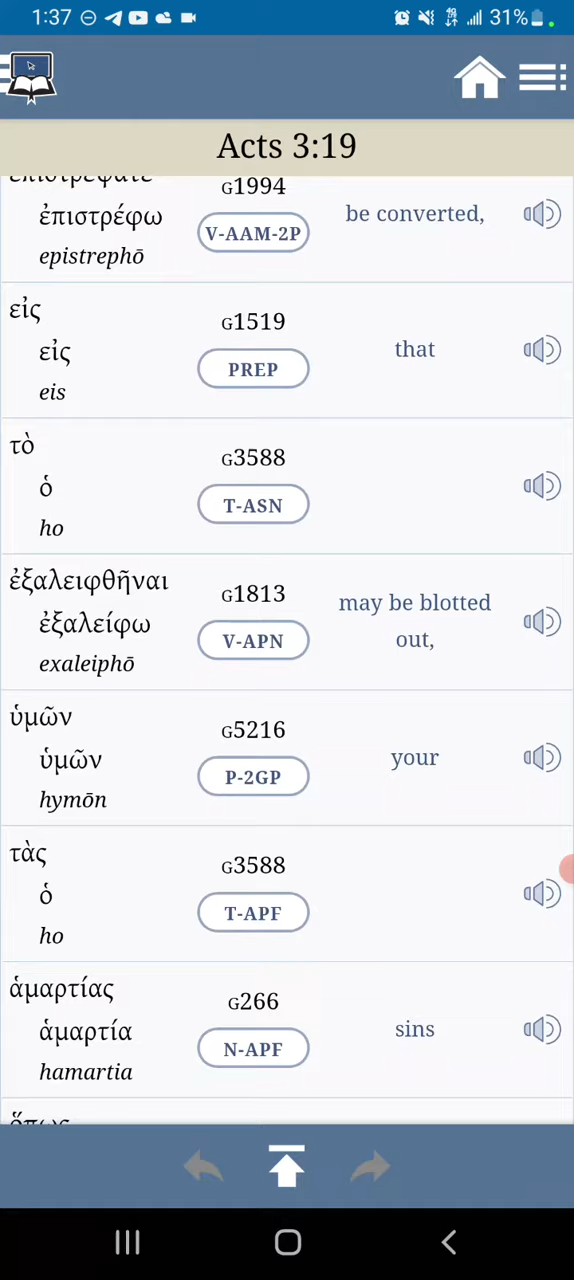 1:37
31%
Acts 3:19
ἐπιστρέψατε G1994
ἐπιστρέφω V-AAM-2P be converted,
epistrephō
εἰς G1519
εἰς PREP that
eis
τὸ G3588
ὁ T-ASN
ho
ἐξαλειφθῆναι G1813 may be blotted
ἐξαλείφω V-APN out,
exaleiphō
ὑμῶν G5216
ὑμῶν P-2GP your
hymōn
τὰς G3588
ὁ T-APF
ho
ἁμαρτίας G266
ἁμαρτία N-APF sins
hamartia
ὅπως